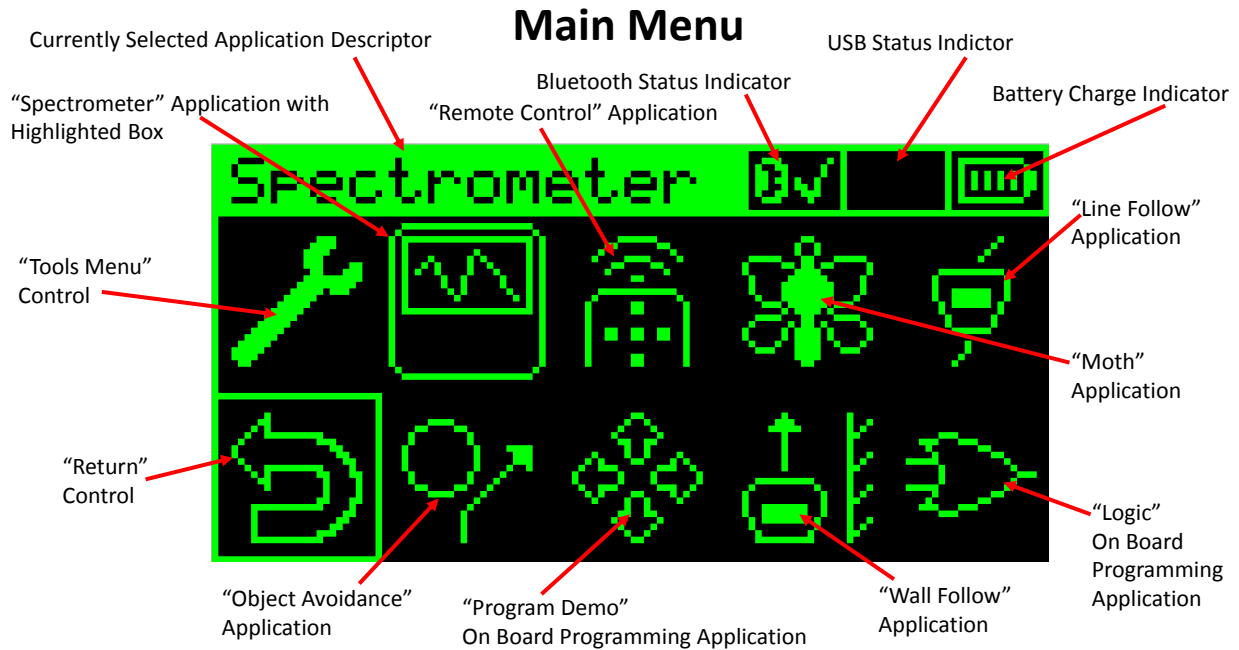 Main Menu
Currently Selected Application Descriptor
USB Status Indictor
Bluetooth Status Indicator
Battery Charge Indicator
“Spectrometer” Application with
Highlighted Box
“Remote Control” Application
Spectrometer
“Line Follow”
Application
“Tools Menu”
Control
“Moth”
Application
“Return”
Control
“Logic”
On Board
Programming
Application
“Object Avoidance”
Application
“Program Demo”
On Board Programming Application
“Wall Follow”
Application